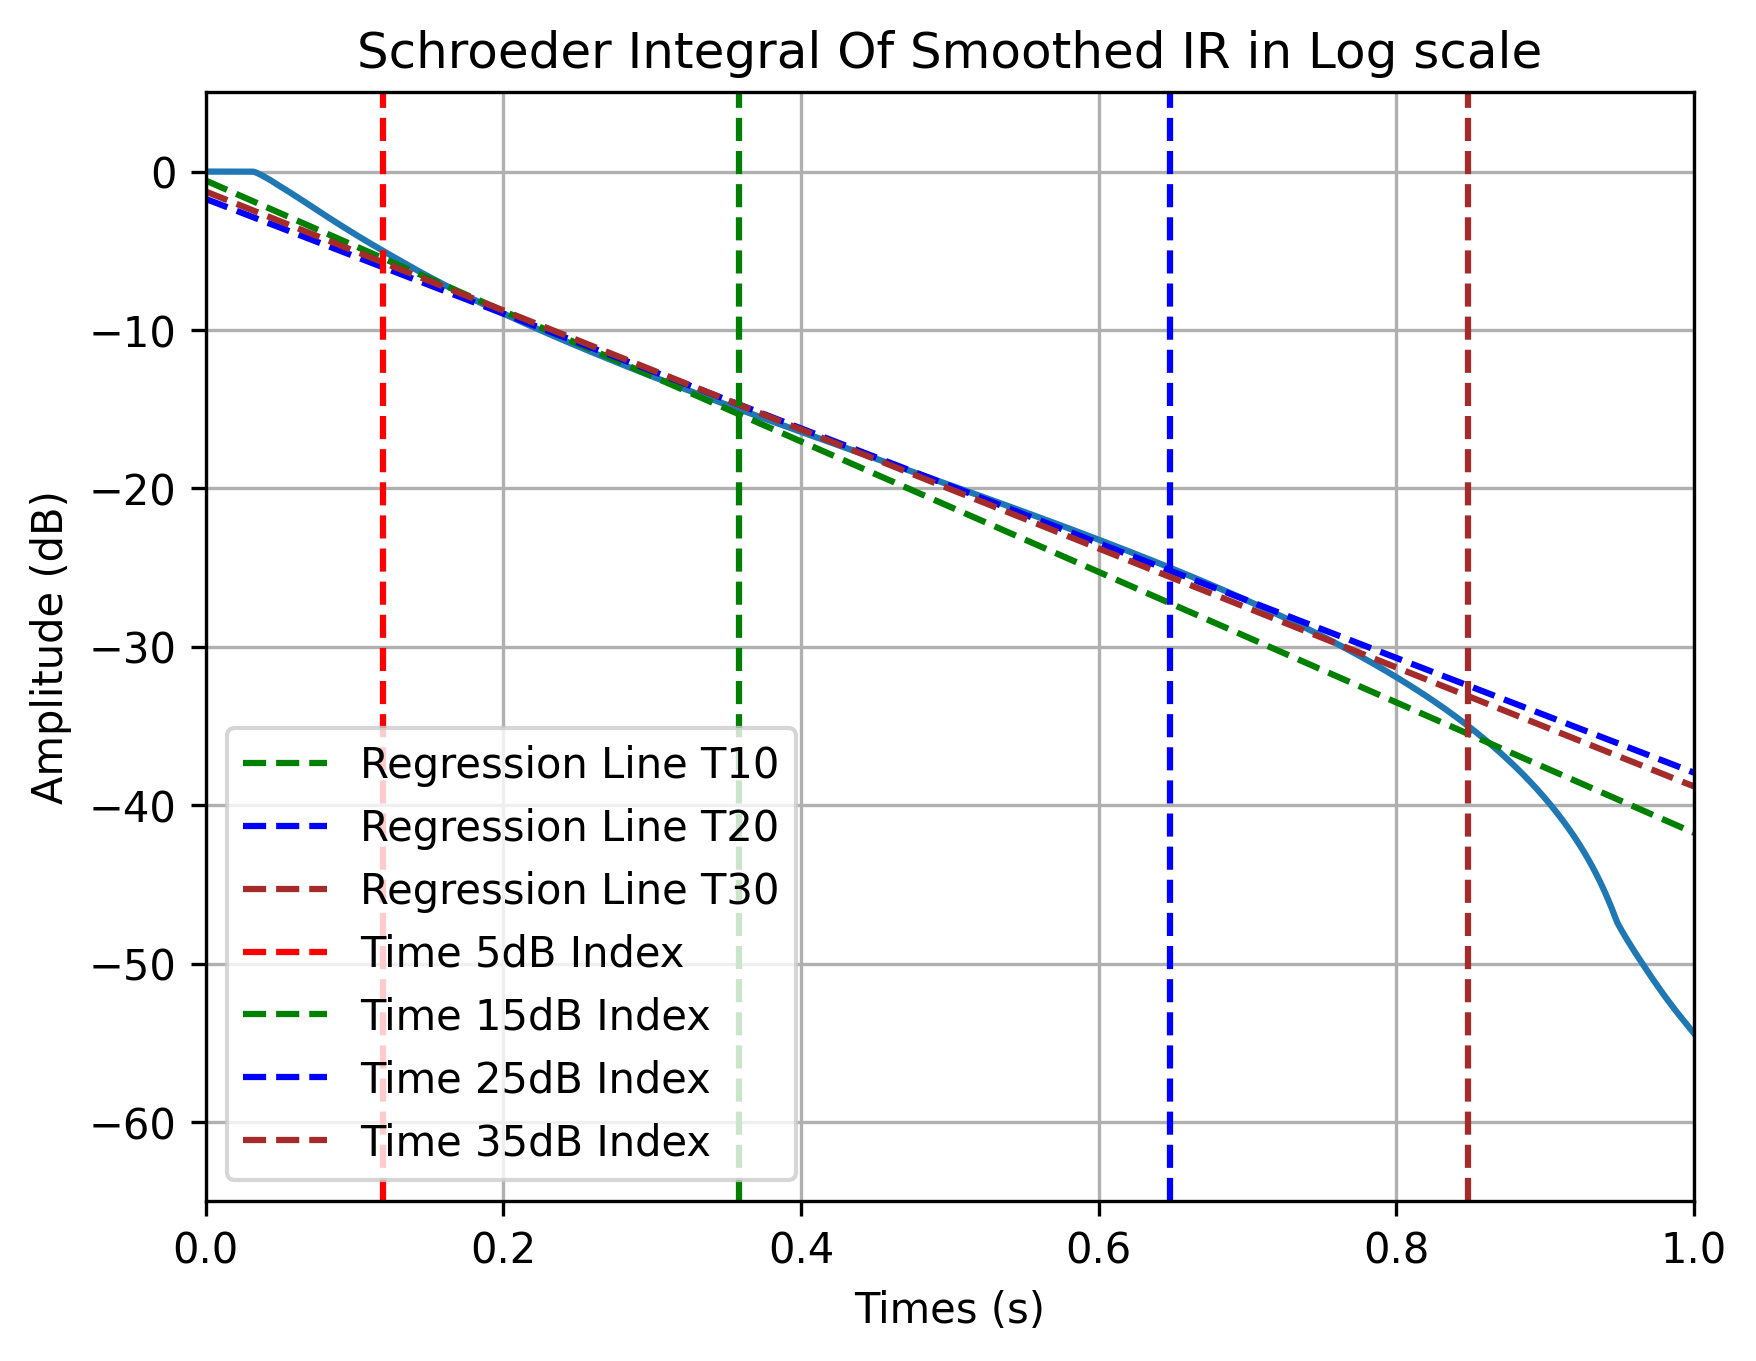 Schroeder Integral Of Smoothed IR in Log scale
Amplitude (dB)
0
−10
−20
−30
−40
−50
−60
Regression Line T10
Regression Line T20
Regression Line T30
Time 5dB Index
Time 15dB Index
Time 25dB Index
Time 35dB Index
0.0 0.2 0.4 0.6 0.8 1.0
Times (s)